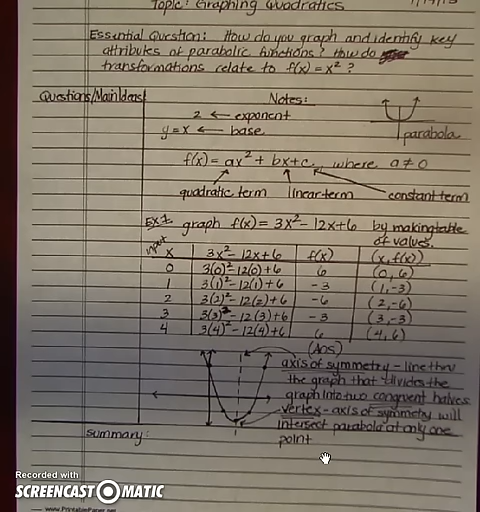 Topic: Graphing Quadratics
Essential Question: How do you graph and identify key
attributes of parabolic functions? How do
transformations relate to f(x) = x²?
Questions/Main Ideas
Notes:
2 ← exponent
y = x ← base
parabola
f(x) = ax² + bx + c, where a ≠ 0
quadratic term linear term constant term
Ex 1 graph f(x) = 3x² - 12x + 6 by making table
of values.
input
x 3x² - 12x + 6 f(x) (x, f(x))
0 3(0)² - 12(0) + 6 6 (0, 6)
1 3(1)² - 12(1) + 6 -3 (1, -3)
2 3(2)² - 12(2) + 6 -6 (2, -6)
3 3(3)² - 12(3) + 6 -3 (3, -3)
4 3(4)² - 12(4) + 6 6 (4, 6)
(Ans)
axis of symmetry - line thru
the graph that divides the
graph into two congruent halves
vertex - axis of symmetry will
intersect parabola at only one
point
summary:
Recorded with
SCREENCAST O MATIC
www.PrintablePaper.net